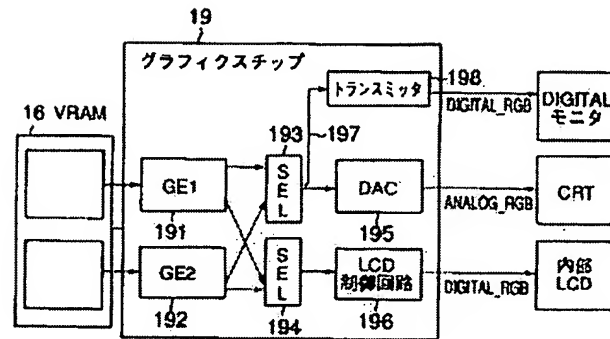 19
グラフィクスチップ
198
トランスミッタ
DIGITAL_RGB
DIGITAL
モニタ
16 VRAM
193
197
GE1
SEL
DAC
ANALOG_RGB
CRT
191
195
GE2
SEL
LCD
制御回路
DIGITAL_RGB
内部
LCD
192
194
196